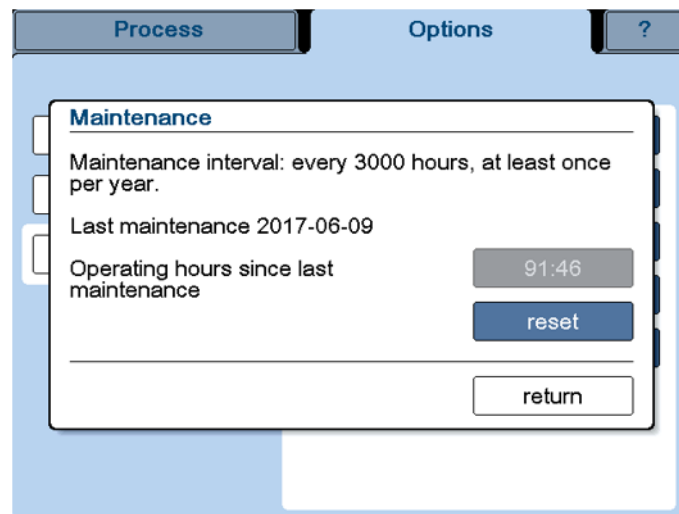 Process
Options
?
Maintenance
Maintenance interval: every 3000 hours, at least once
per year.
Last maintenance 2017-06-09
Operating hours since last
maintenance
91:46
reset
return